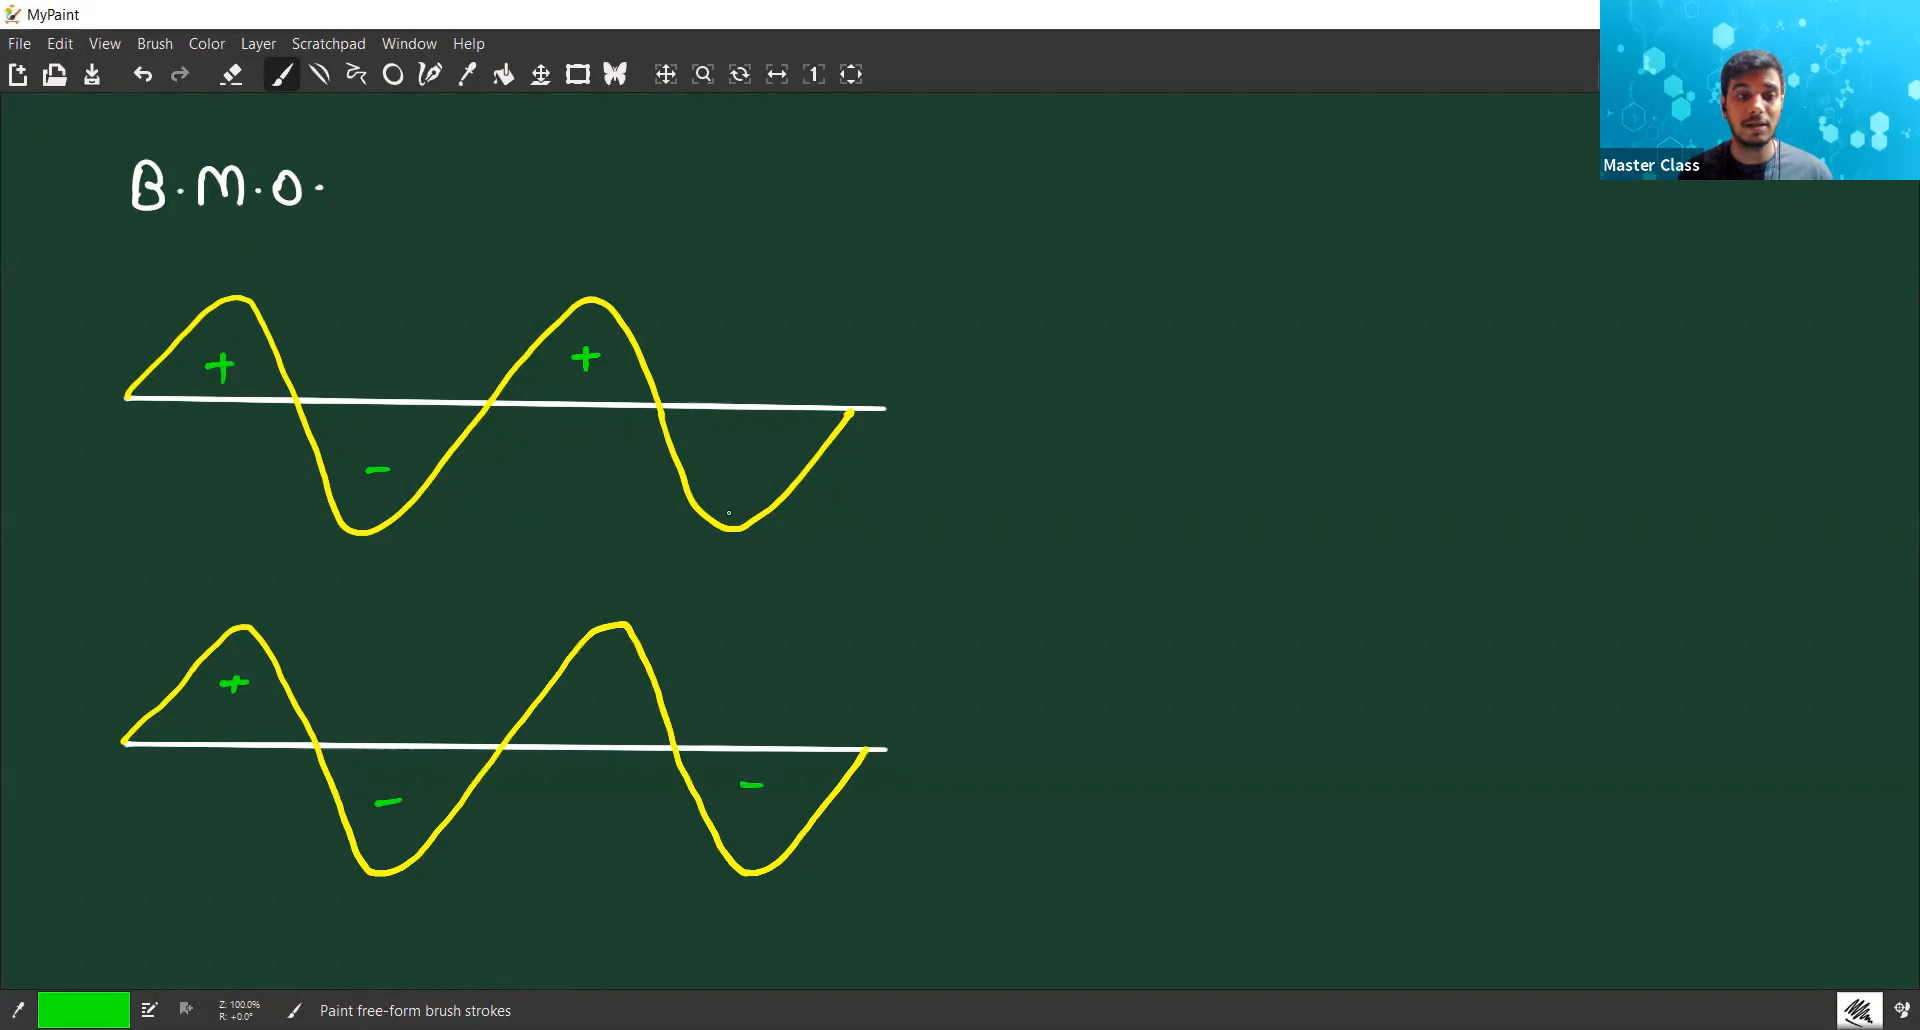 MyPaint
File Edit View Brush Color Layer Scratchpad Window Help
1
Master Class
B.M.O.
+ +
-
+
- -
Z: 100.0%
R: +0.0°
Paint free-form brush strokes